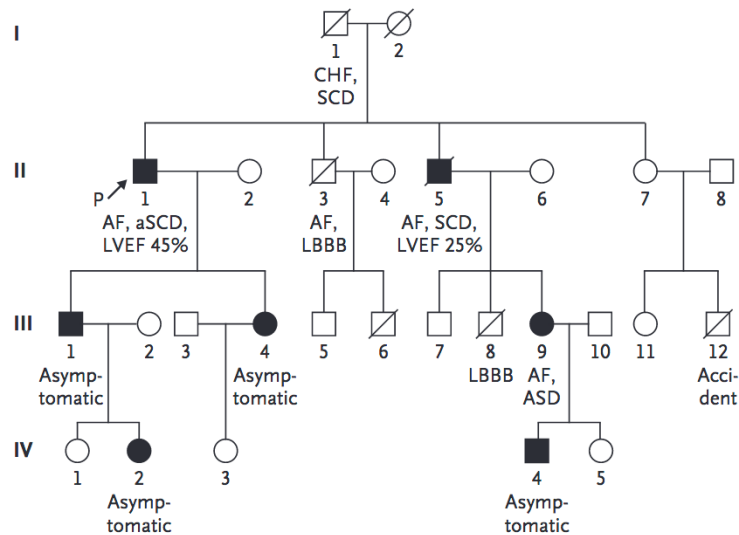 I
1 2
CHF,
SCD
II
P 1 2 3 4 5 6 7 8
AF, aSCD, AF, AF, SCD,
LVEF 45% LBBB LVEF 25%
III
1 2 3 4 5 6 7 8 9 10 11 12
Asymp- Asymp- LBBB AF, Acci-
tomatic tomatic ASD dent
IV
1 2 3 4 5
Asymp- Asymp-
tomatic tomatic